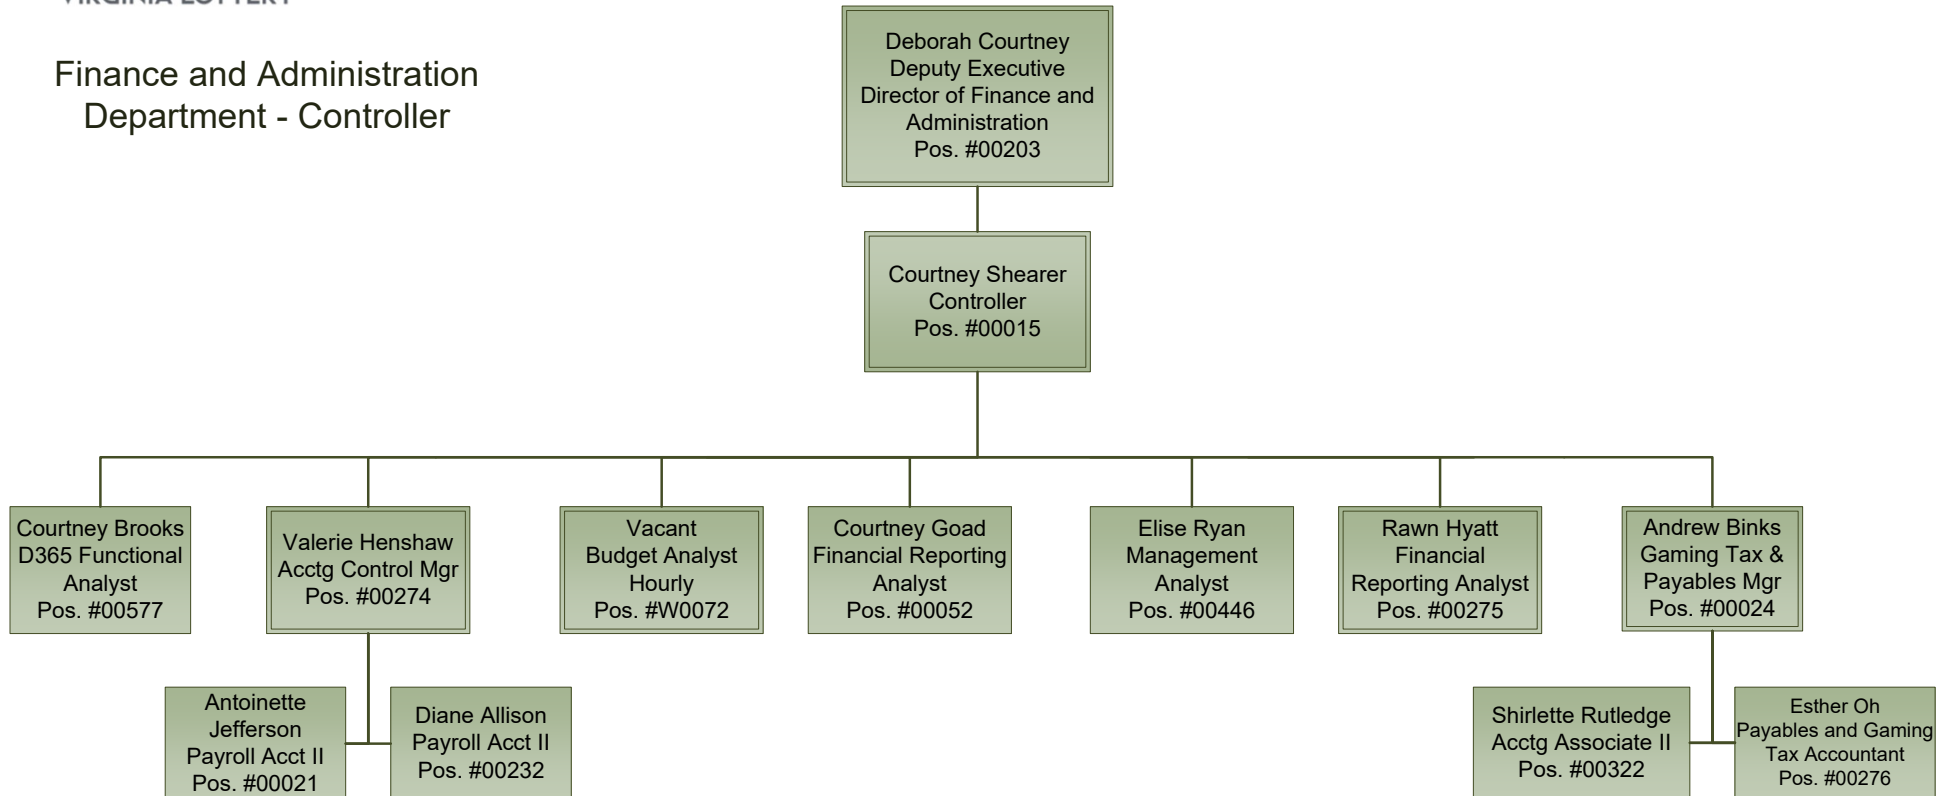 VIRGINIA LOTTERY
Finance and Administration
Department - Controller
Deborah Courtney
Deputy Executive
Director of Finance and
Administration
Pos. #00203
Courtney Shearer
Controller
Pos. #00015
Courtney Brooks
D365 Functional
Analyst
Pos. #00577
Valerie Henshaw
Acctg Control Mgr
Pos. #00274
Vacant
Budget Analyst
Hourly
Pos. #W0072
Courtney Goad
Financial Reporting
Analyst
Pos. #00052
Elise Ryan
Management
Analyst
Pos. #00446
Rawn Hyatt
Financial
Reporting Analyst
Pos. #00275
Andrew Binks
Gaming Tax &
Payables Mgr
Pos. #00024
Antoinette
Jefferson
Payroll Acct II
Pos. #00021
Diane Allison
Payroll Acct II
Pos. #00232
Shirlette Rutledge
Acctg Associate II
Pos. #00322
Esther Oh
Payables and Gaming
Tax Accountant
Pos. #00276